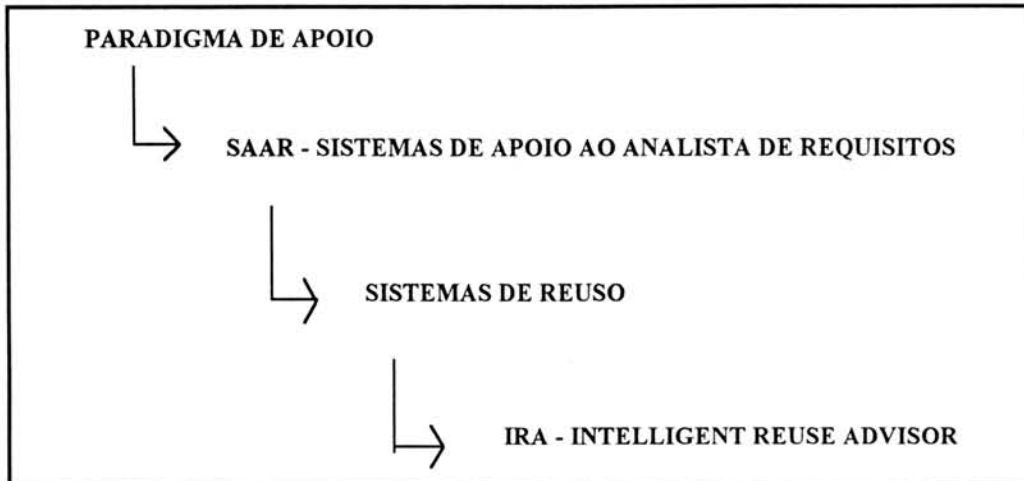 PARADIGMA DE APOIO
SAAR - SISTEMAS DE APOIO AO ANALISTA DE REQUISITOS
SISTEMAS DE REUSO
IRA - INTELLIGENT REUSE ADVISOR